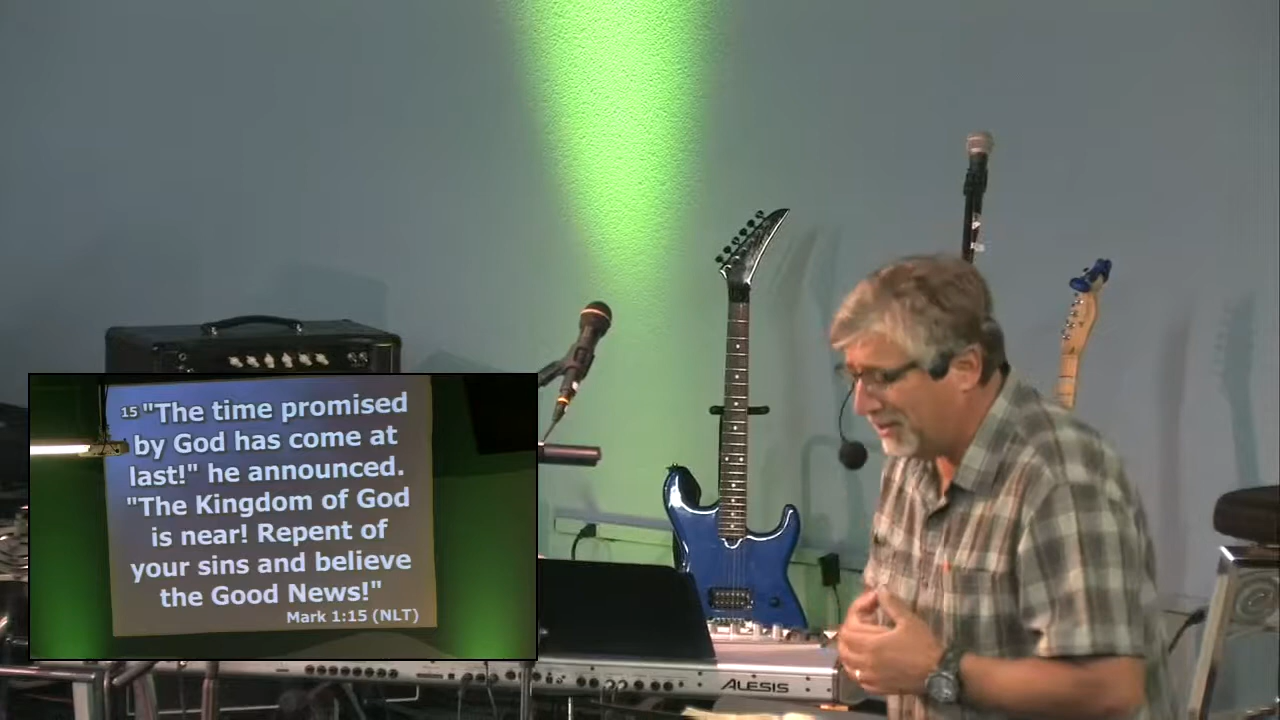 15 "The time promised
by God has come at
last!" he announced.
"The Kingdom of God
is near! Repent of
your sins and believe
the Good News!"
Mark 1:15 (NLT)
ALESIS